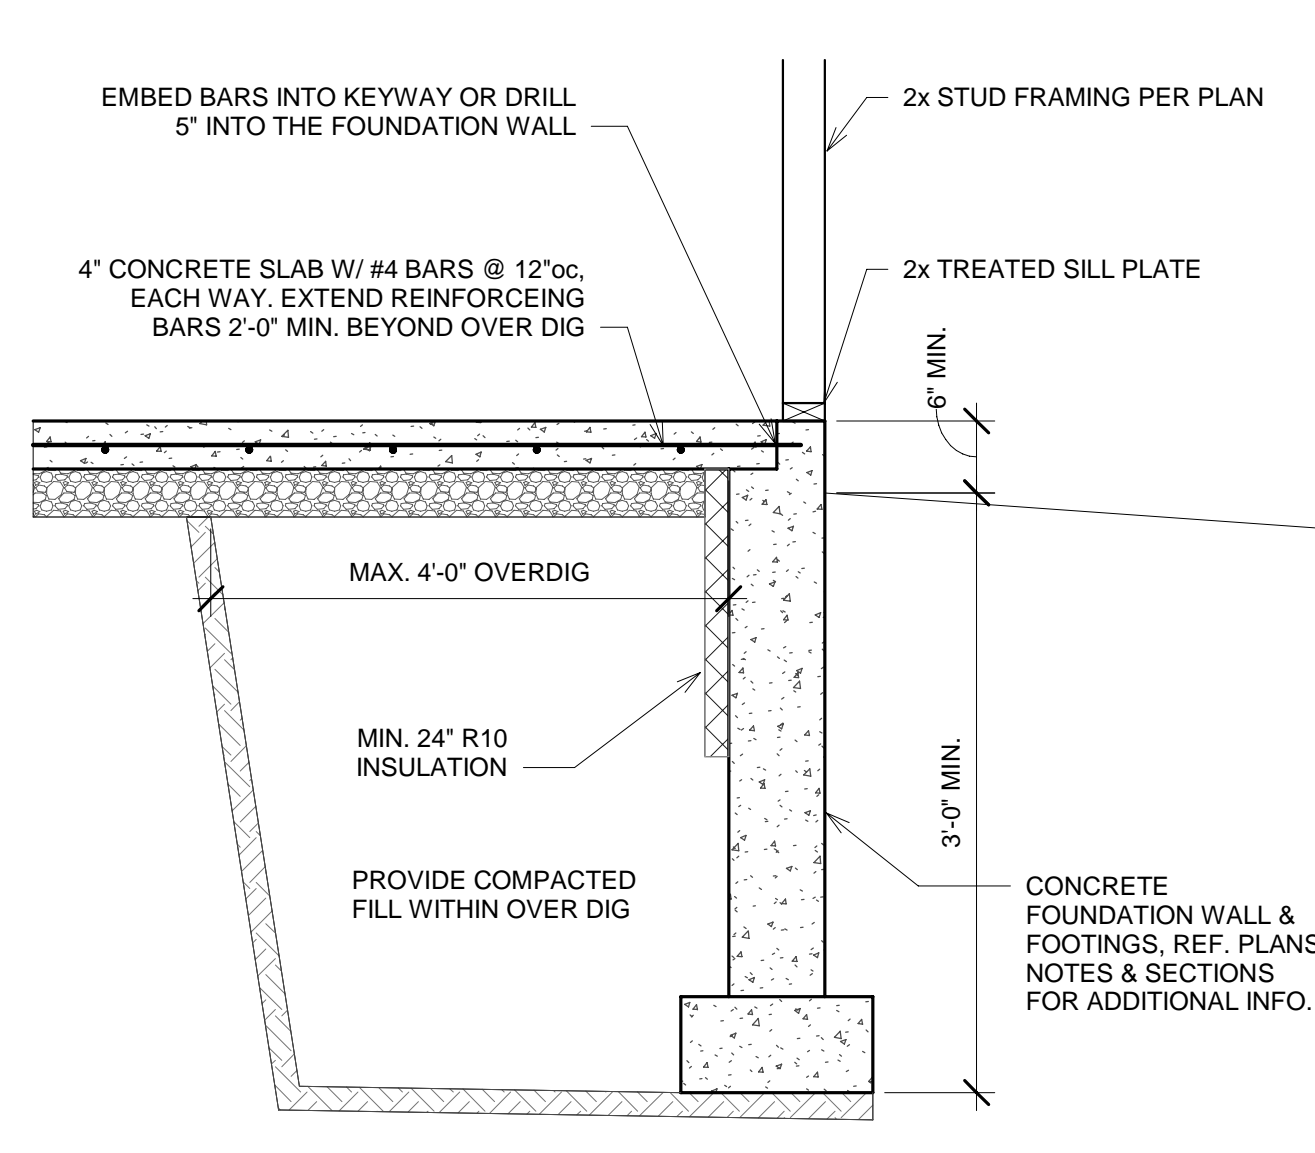 EMBED BARS INTO KEYWAY OR DRILL
5" INTO THE FOUNDATION WALL
2x STUD FRAMING PER PLAN
4" CONCRETE SLAB W/ #4 BARS @ 12"oc,
EACH WAY. EXTEND REINFORCEING
BARS 2'-0" MIN. BEYOND OVER DIG
2x TREATED SILL PLATE
6" MIN.
MAX. 4'-0" OVERDIG
MIN. 24" R10
INSULATION
3'-0" MIN.
PROVIDE COMPACTED
FILL WITHIN OVER DIG
CONCRETE
FOUNDATION WALL &
FOOTINGS, REF. PLANS
NOTES & SECTIONS
FOR ADDITIONAL INFO.